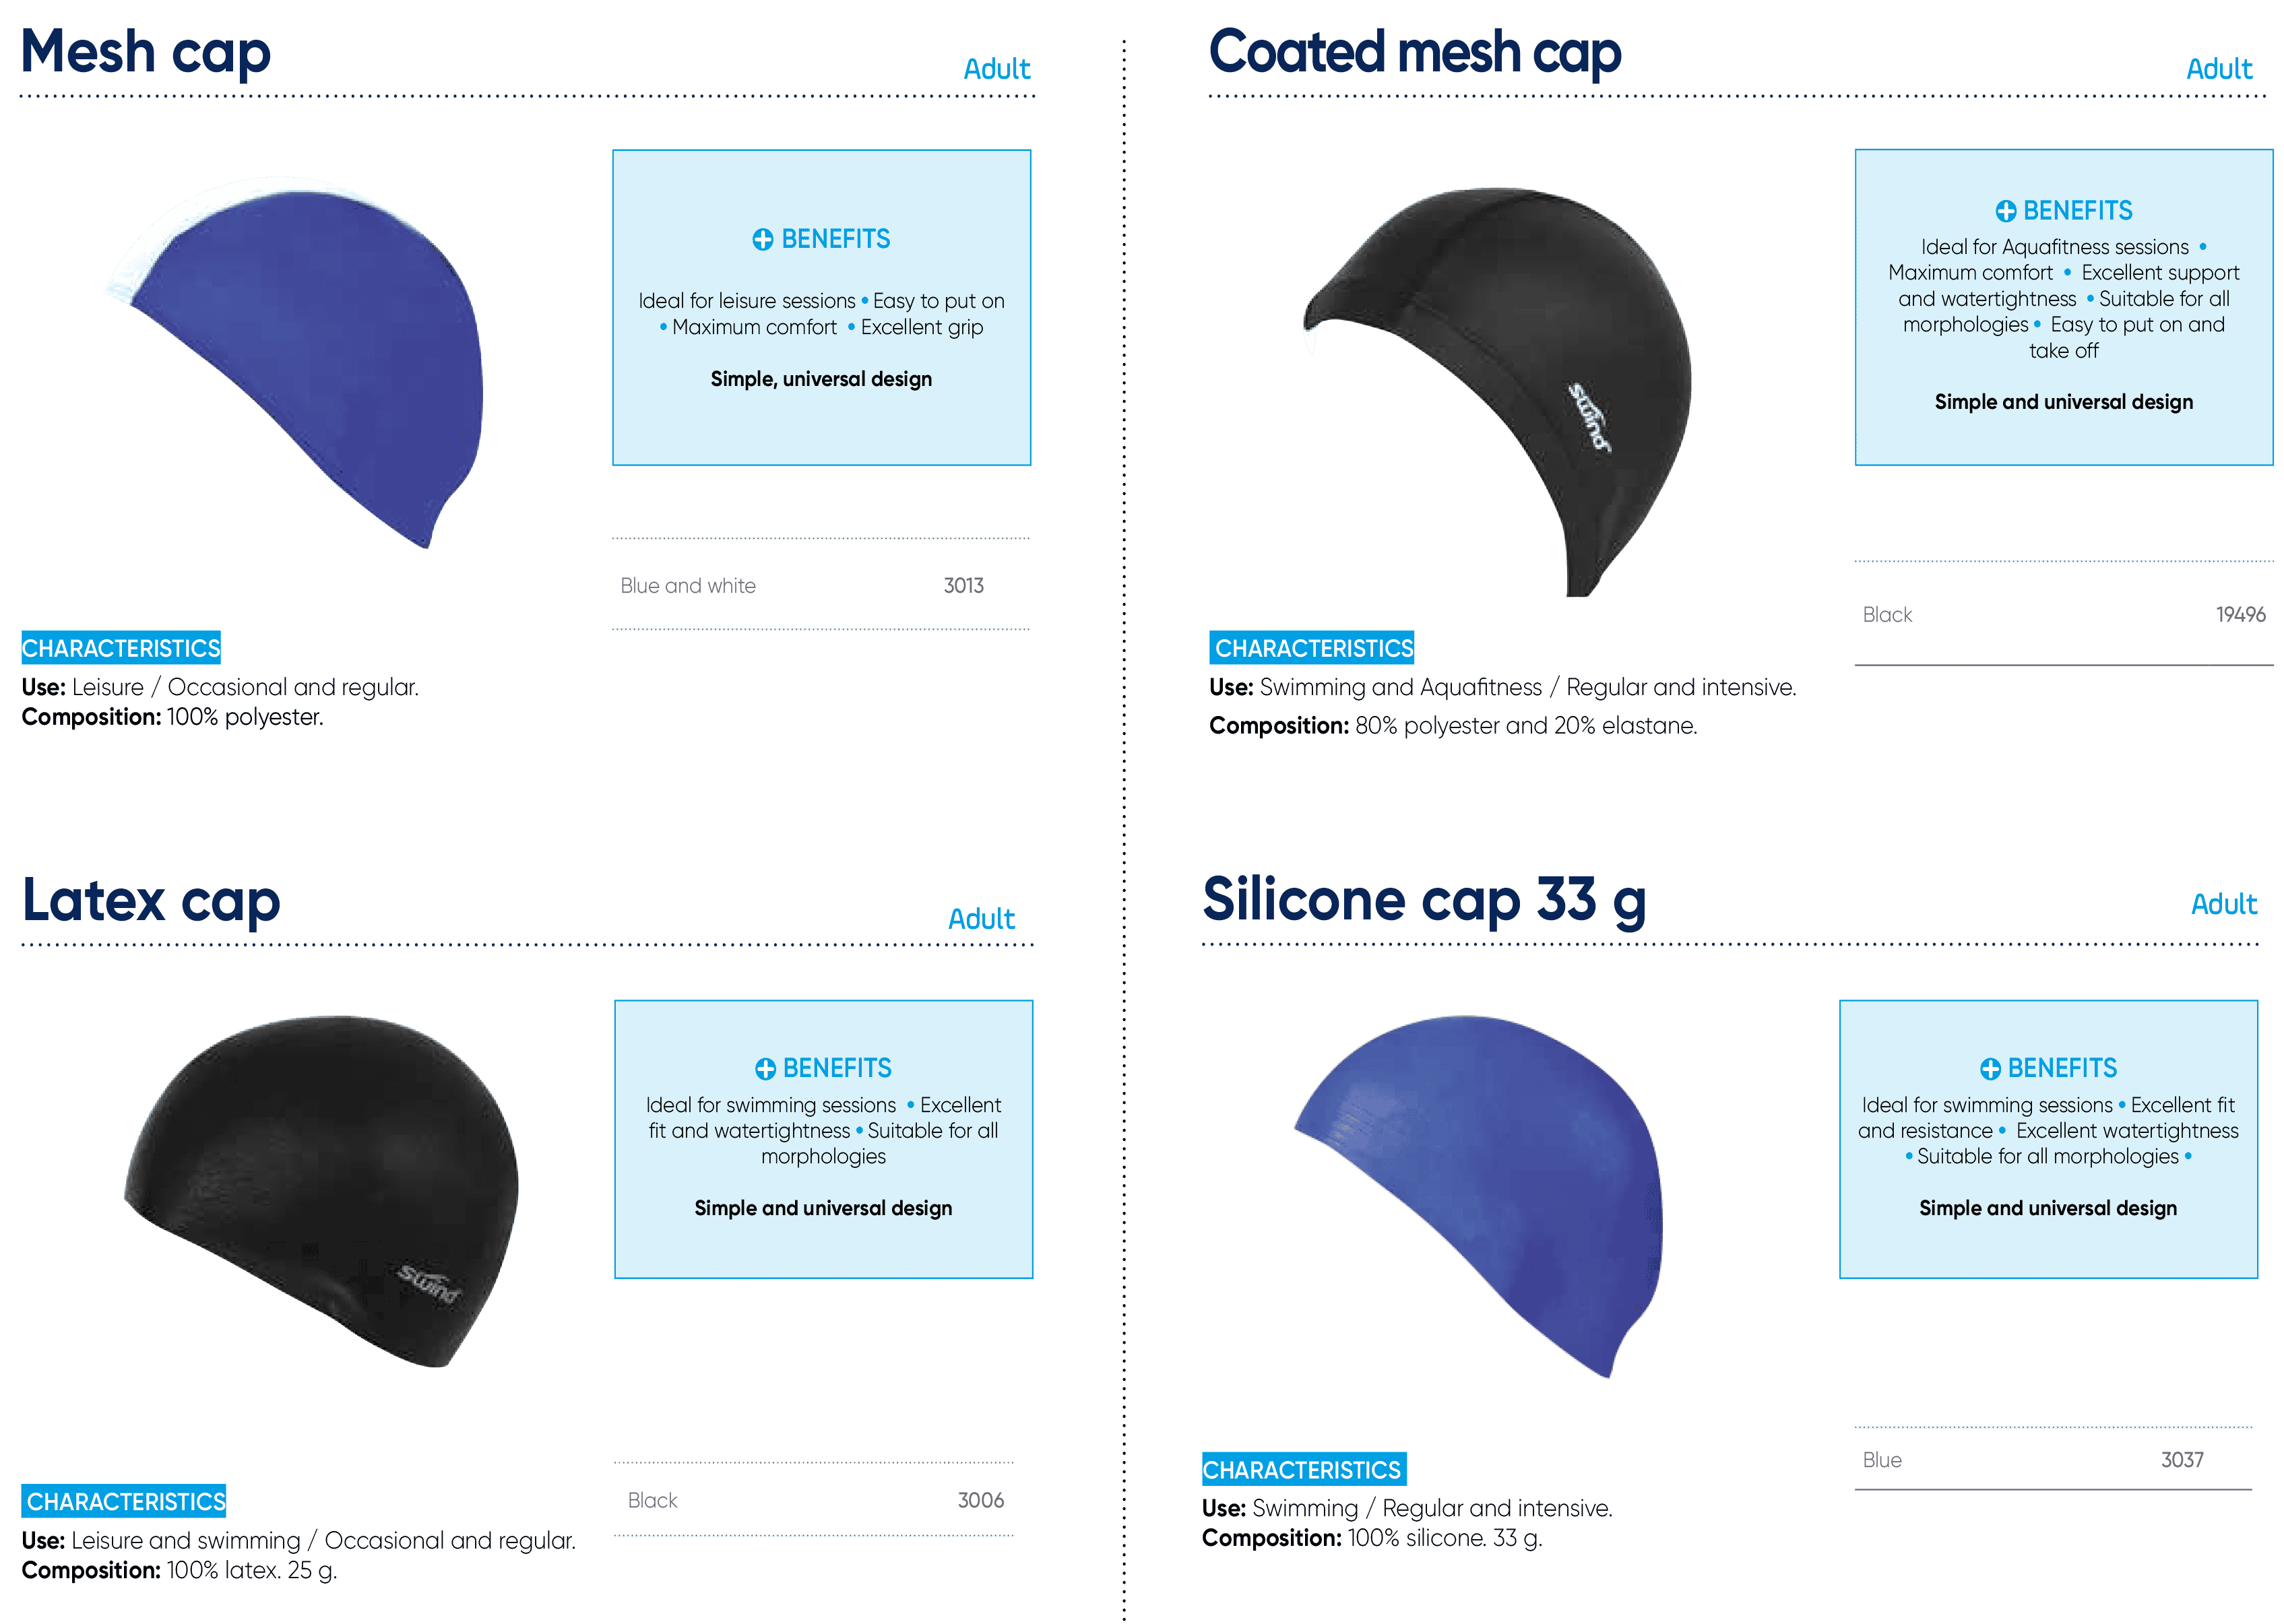 Mesh cap
Adult
BENEFITS
Ideal for leisure sessions • Easy to put on
• Maximum comfort • Excellent grip
Simple, universal design
Blue and white 3013
CHARACTERISTICS
Use: Leisure / Occasional and regular.
Composition: 100% polyester.
Coated mesh cap
Adult
swind
BENEFITS
Ideal for Aquafitness sessions •
Maximum comfort • Excellent support
and watertightness • Suitable for all
morphologies • Easy to put on and
take off
Simple and universal design
Black 19496
CHARACTERISTICS
Use: Swimming and Aquafitness / Regular and intensive.
Composition: 80% polyester and 20% elastane.
Latex cap
Adult
swind
BENEFITS
Ideal for swimming sessions • Excellent
fit and watertightness • Suitable for all
morphologies
Simple and universal design
Black 3006
CHARACTERISTICS
Use: Leisure and swimming / Occasional and regular.
Composition: 100% latex. 25 g.
Silicone cap 33 g
Adult
BENEFITS
Ideal for swimming sessions • Excellent fit
and resistance • Excellent watertightness
• Suitable for all morphologies •
Simple and universal design
Blue 3037
CHARACTERISTICS
Use: Swimming / Regular and intensive.
Composition: 100% silicone. 33 g.